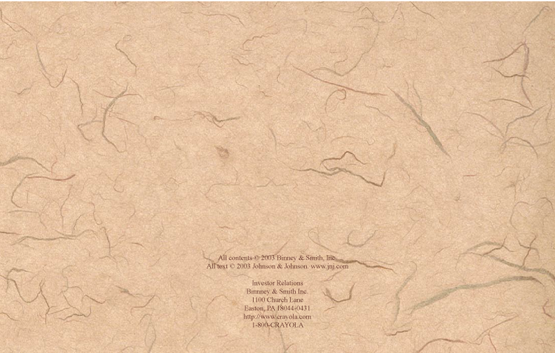 All contents © 2003 Binney & Smith, Inc.
All text © 2003 Johnson & Johnson. www.jnj.com
Investor Relations
Binnney & Smith Inc.
1100 Church Lane
Easton, PA 18044-0431
http://www.crayola.com
1-800-CRAYOLA